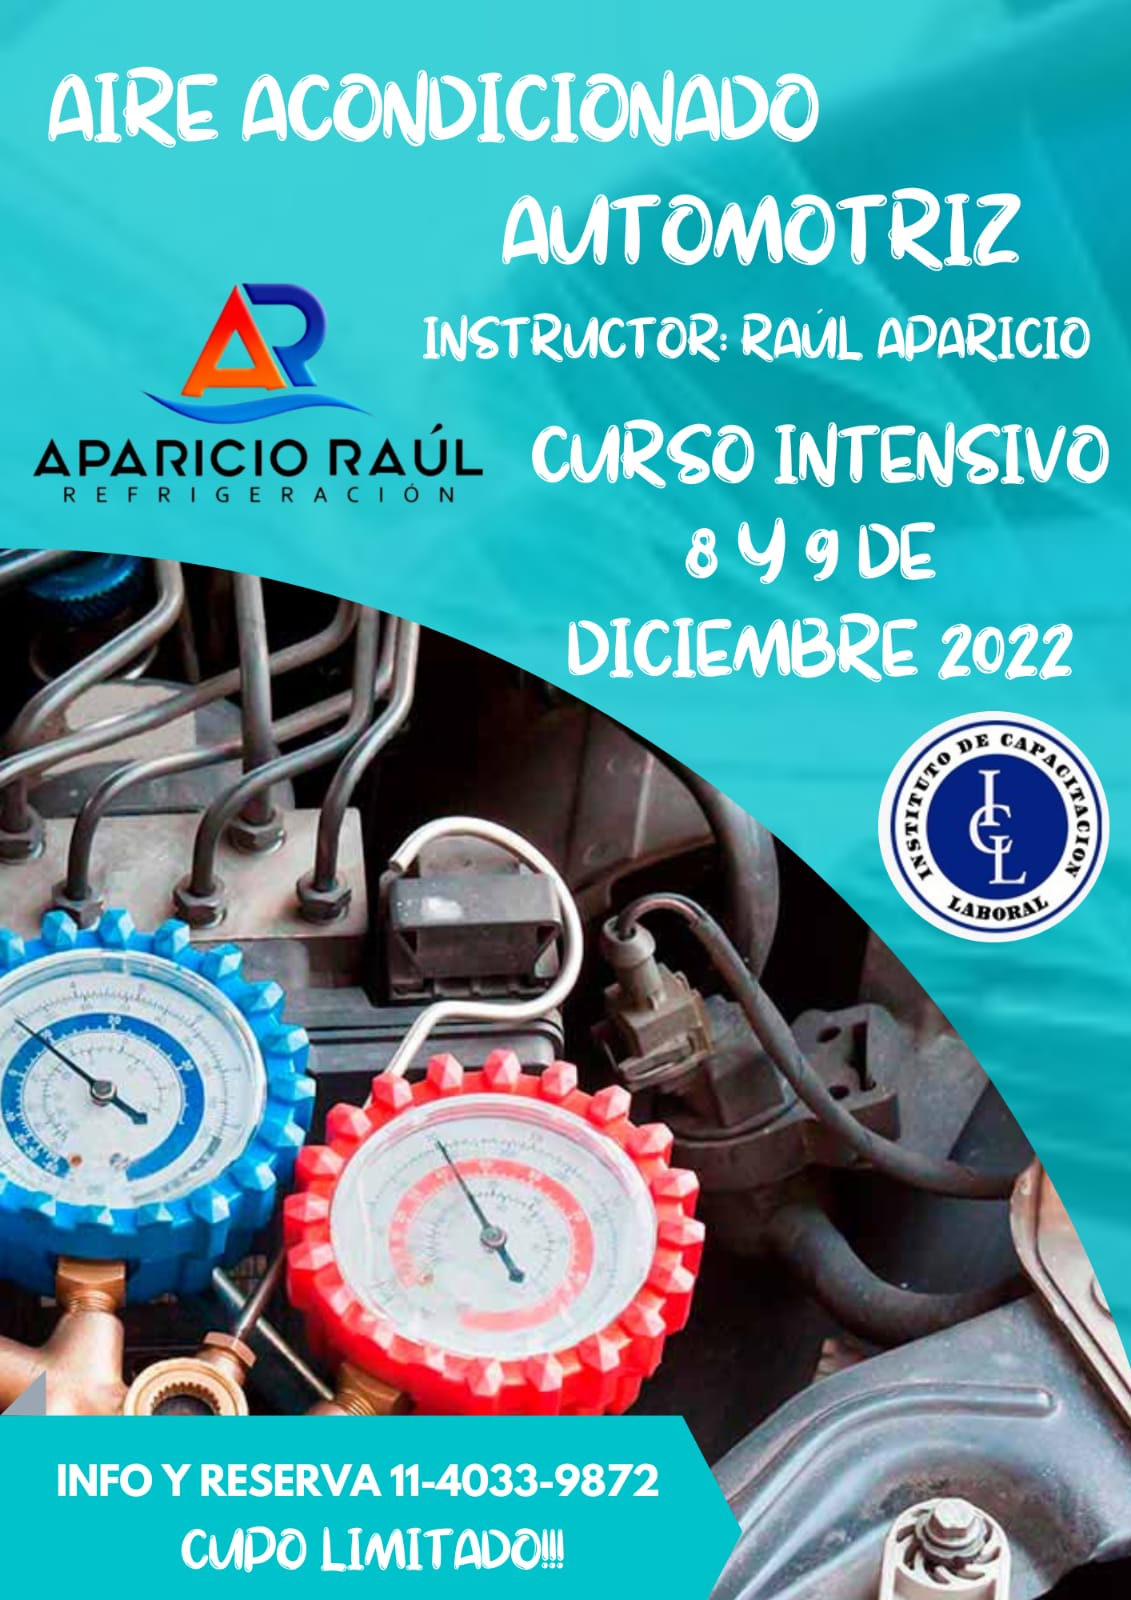 AIRE ACONDICIONADO
AUTOMOTRIZ
INSTRUCTOR: RAÚL APARICIO
AR
APARICIO RAÚL
REFRIGERACIÓN
CURSO INTENSIVO
8 Y 9 DE
DICIEMBRE 2022
INSTITUTO DE CAPACITACION
ICL
LABORAL
INFO Y RESERVA 11-4033-9872
CUPO LIMITADO!!!